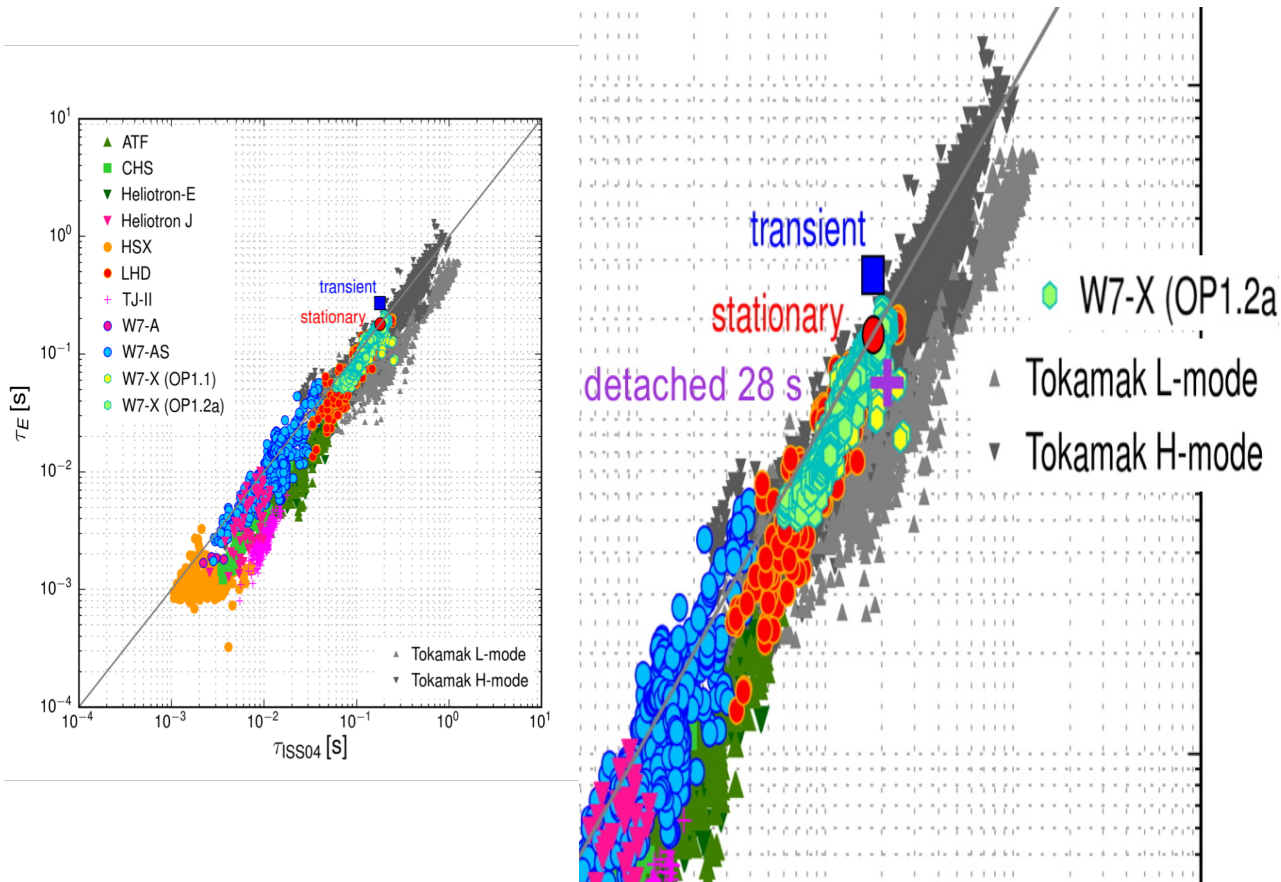 10¹
10⁰
10⁻¹
10⁻²
10⁻³
10⁻⁴
τE [s]
ATF
CHS
Heliotron-E
Heliotron J
HSX
LHD
TJ-II
W7-A
W7-AS
W7-X (OP1.1)
W7-X (OP1.2a)
transient
stationary
Tokamak L-mode
Tokamak H-mode
10⁻⁴ 10⁻³ 10⁻² 10⁻¹ 10⁰ 10¹
τISS04 [s]
transient
stationary
detached 28 s
W7-X (OP1.2a)
Tokamak L-mode
Tokamak H-mode